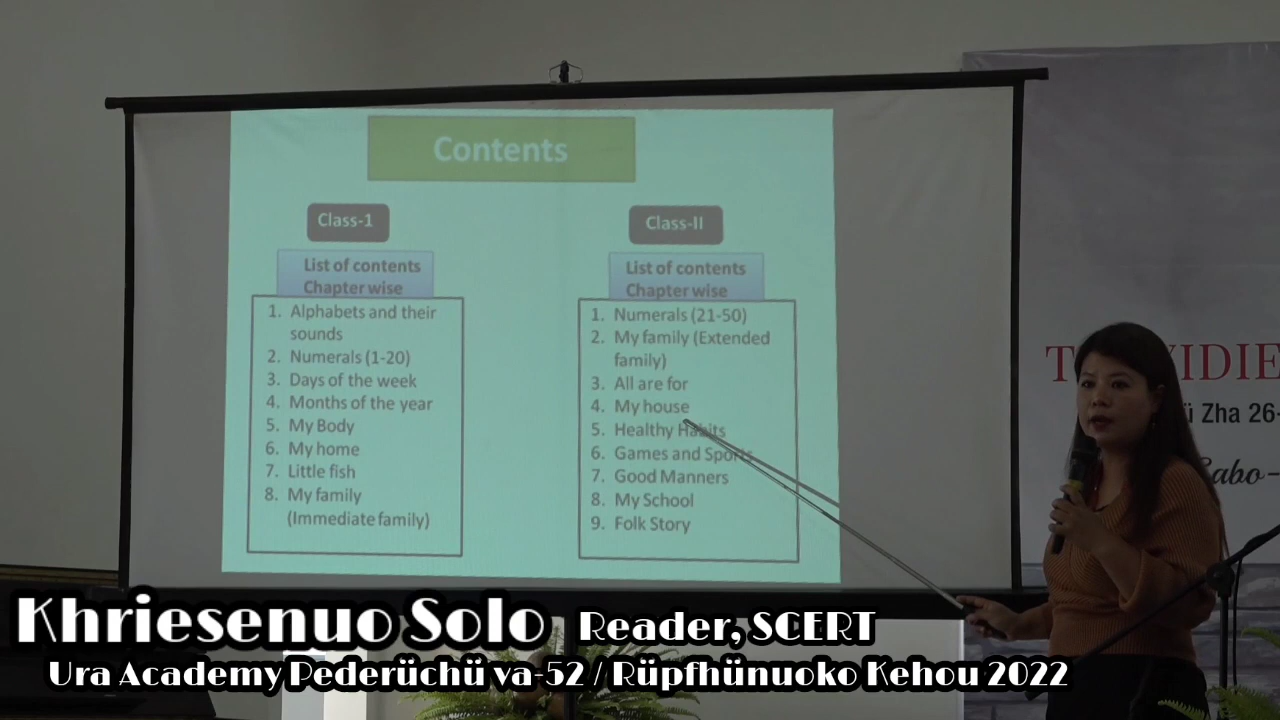 Contents
Class-1
List of contents
Chapter wise
1. Alphabets and their
sounds
2. Numerals (1-20)
3. Days of the week
4. Months of the year
5. My Body
6. My home
7. Little fish
8. My family
(Immediate family)
Class-II
List of contents
Chapter wise
1. Numerals (21-50)
2. My family (Extended
family)
3. All are for
4. My house
5. Healthy Habits
6. Games and Sports
7. Good Manners
8. My School
9. Folk Story
Zha 26-
Khriesenuo Solo Reader, SCERT
Ura Academy Pederüchü va-52 / Rüpfhünuoko Kehou 2022